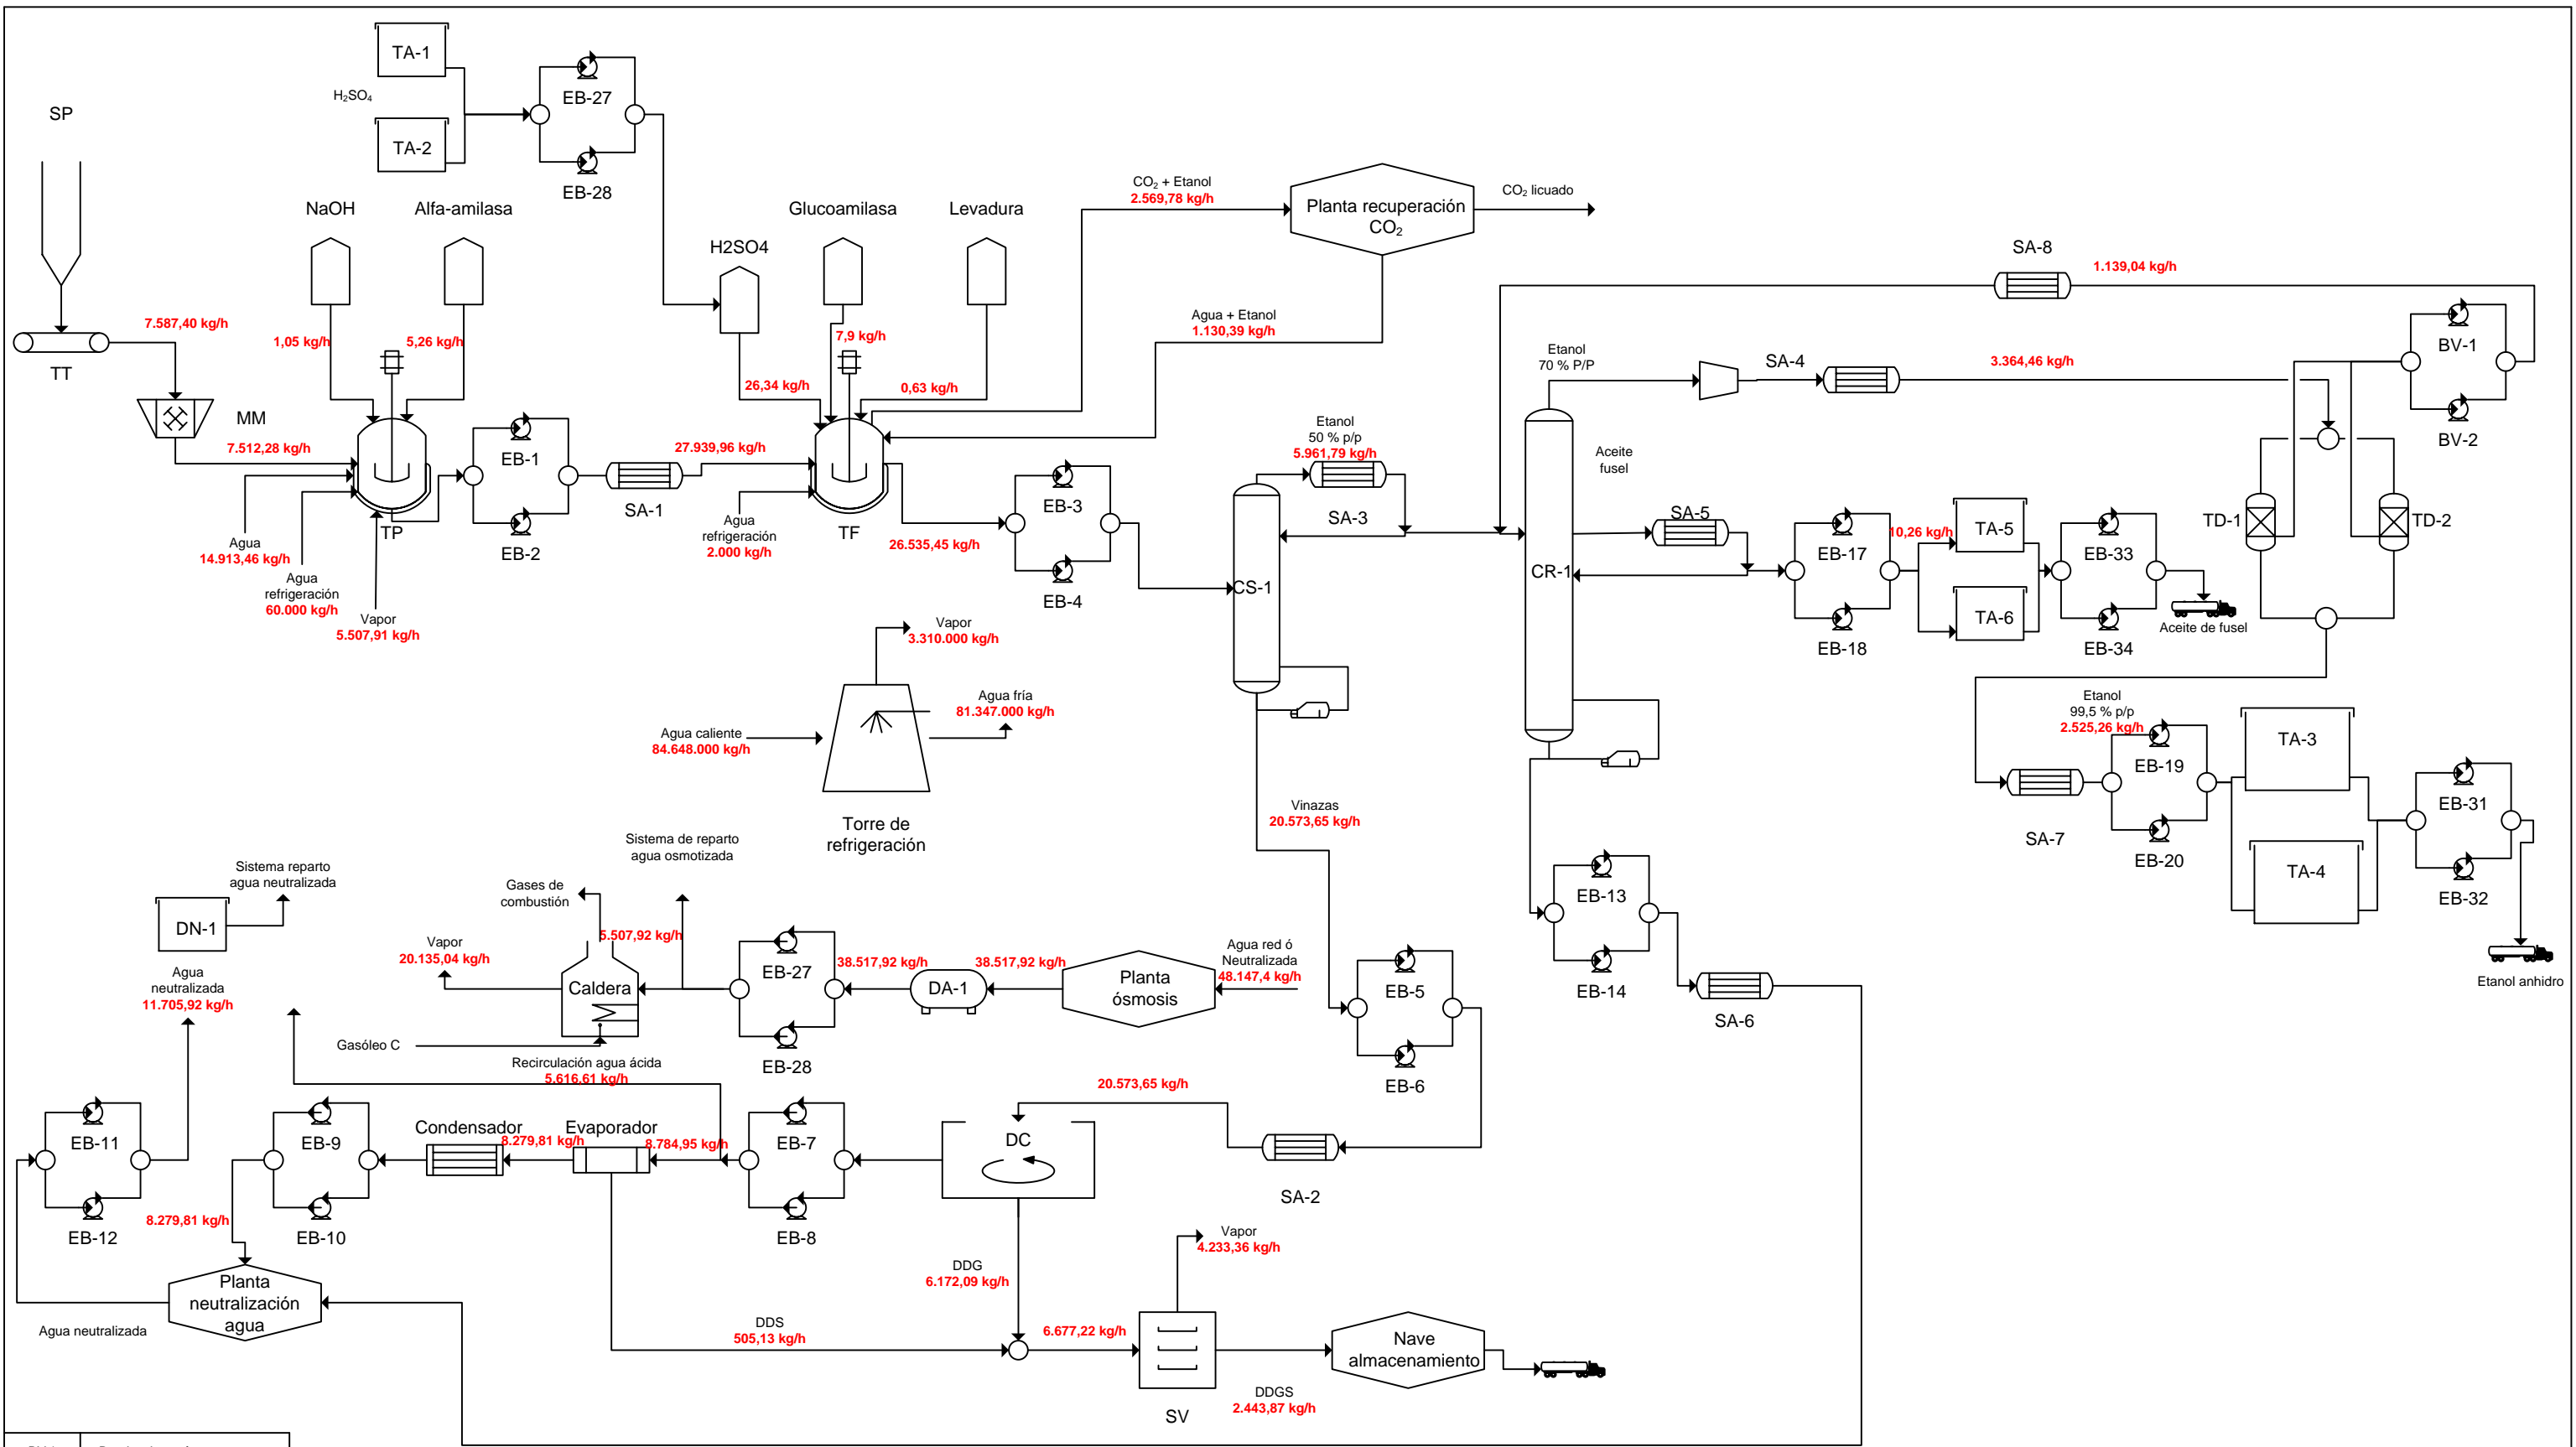 TA-1
H₂SO₄
TA-2
EB-27
EB-28
SP
TT
7.587,40 kg/h
MM
7.512,28 kg/h
NaOH
Alfa-amilasa
1,05 kg/h
5,26 kg/h
Agua
14.913,46 kg/h
Agua
refrigeración
60.000 kg/h
Vapor
5.507,91 kg/h
TP
EB-1
EB-2
SA-1
27.939,96 kg/h
H2SO4
26,34 kg/h
Glucoamilasa
7,9 kg/h
Levadura
0,63 kg/h
Agua
refrigeración
2.000 kg/h
TF
26.535,45 kg/h
EB-3
EB-4
CO₂ + Etanol
2.569,78 kg/h
Planta recuperación
CO₂
CO₂ licuado
Agua + Etanol
1.130,39 kg/h
Etanol
50 % p/p
5.961,79 kg/h
SA-3
CS-1
Etanol
70 % P/P
SA-4
3.364,46 kg/h
SA-8
1.139,04 kg/h
BV-1
BV-2
Aceite
fusel
CR-1
SA-5
EB-17
EB-18
10,26 kg/h
TA-5
TA-6
EB-33
EB-34
Aceite de fusel
TD-1
TD-2
Etanol
99,5 % p/p
2.525,26 kg/h
SA-7
EB-19
EB-20
TA-3
TA-4
EB-31
EB-32
Etanol anhidro
Vapor
3.310.000 kg/h
Agua fría
81.347.000 kg/h
Agua caliente
84.648.000 kg/h
Torre de
refrigeración
Vinazas
20.573,65 kg/h
EB-13
EB-14
SA-6
Sistema reparto
agua neutralizada
DN-1
Agua
neutralizada
11.705,92 kg/h
Sistema de reparto
agua osmotizada
Gases de
combustión
5.507,92 kg/h
Vapor
20.135,04 kg/h
Caldera
Gasóleo C
EB-27
EB-28
38.517,92 kg/h
DA-1
38.517,92 kg/h
Planta
ósmosis
Agua red ó
Neutralizada
48.147,4 kg/h
EB-5
EB-6
Recirculación agua ácida
5.616,61 kg/h
EB-11
EB-12
EB-9
EB-10
Condensador
8.279,81 kg/h
Evaporador
8.784,95 kg/h
EB-7
EB-8
DC
20.573,65 kg/h
SA-2
8.279,81 kg/h
Planta
neutralización
agua
Agua neutralizada
DDG
6.172,09 kg/h
DDS
505,13 kg/h
6.677,22 kg/h
Vapor
4.233,36 kg/h
SV
Nave
almacenamiento
DDGS
2.443,87 kg/h